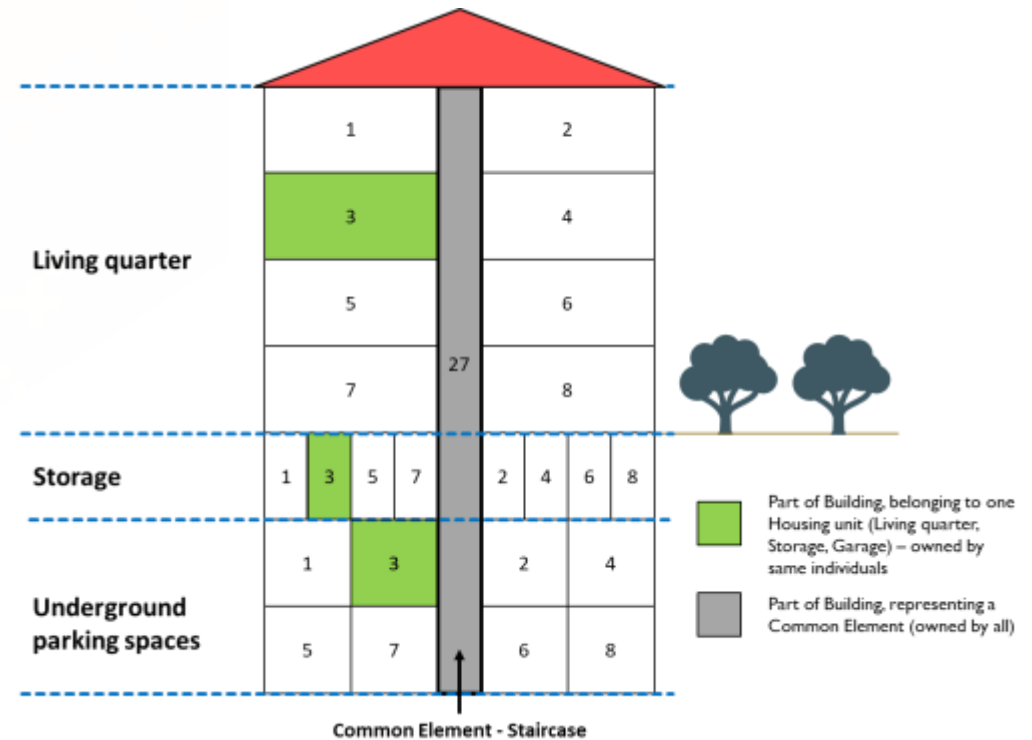 1 2
3 4
Living quarter
5 6
27
7 8
Storage
1 3 5 7 2 4 6 8
Part of Building, belonging to one
Housing unit (Living quarter,
Storage, Garage) – owned by
same individuals
1 3 2 4
Underground
parking spaces
Part of Building, representing a
Common Element (owned by all)
5 7 6 8
Common Element - Staircase